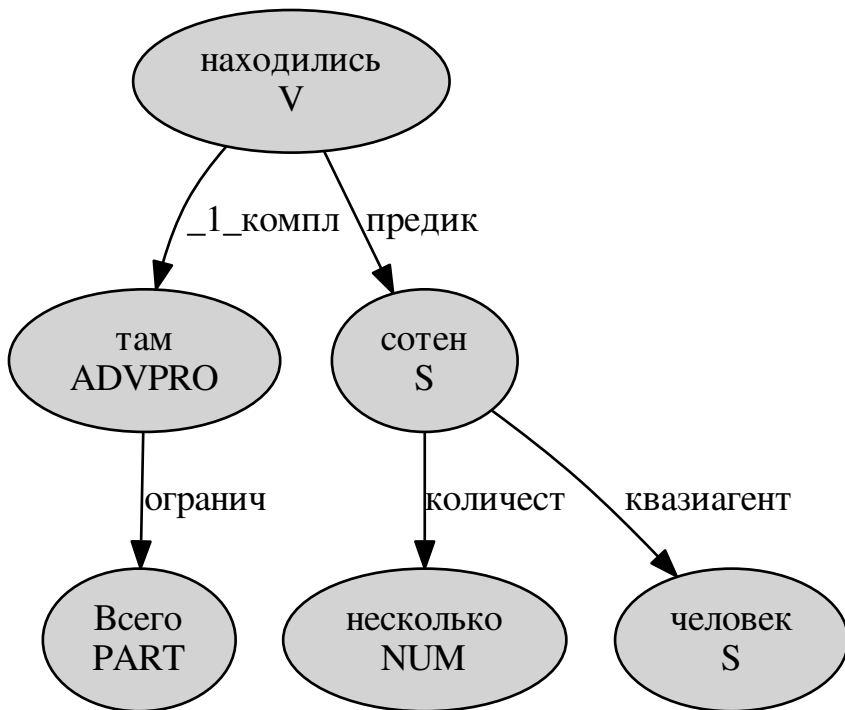 находились
V
_1_компл
предик
там
ADVPRO
сотен
S
огранич
количест
квазиагент
Всего
PART
несколько
NUM
человек
S